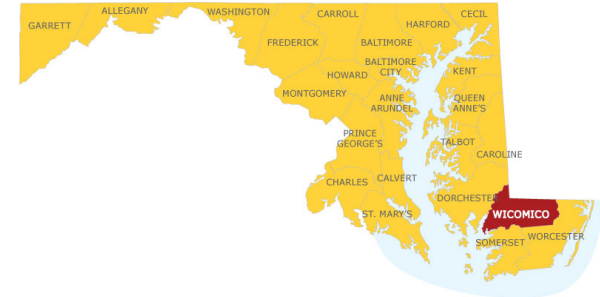 GARRETT
ALLEGANY
WASHINGTON
CARROLL
CECIL
HARFORD
FREDERICK
BALTIMORE
BALTIMORE
CITY
HOWARD
KENT
MONTGOMERY
ANNE
ARUNDEL
QUEEN
ANNE'S
PRINCE
GEORGE'S
TALBOT
CAROLINE
CHARLES
CALVERT
DORCHESTER
ST. MARY'S
WICOMICO
SOMERSET
WORCESTER